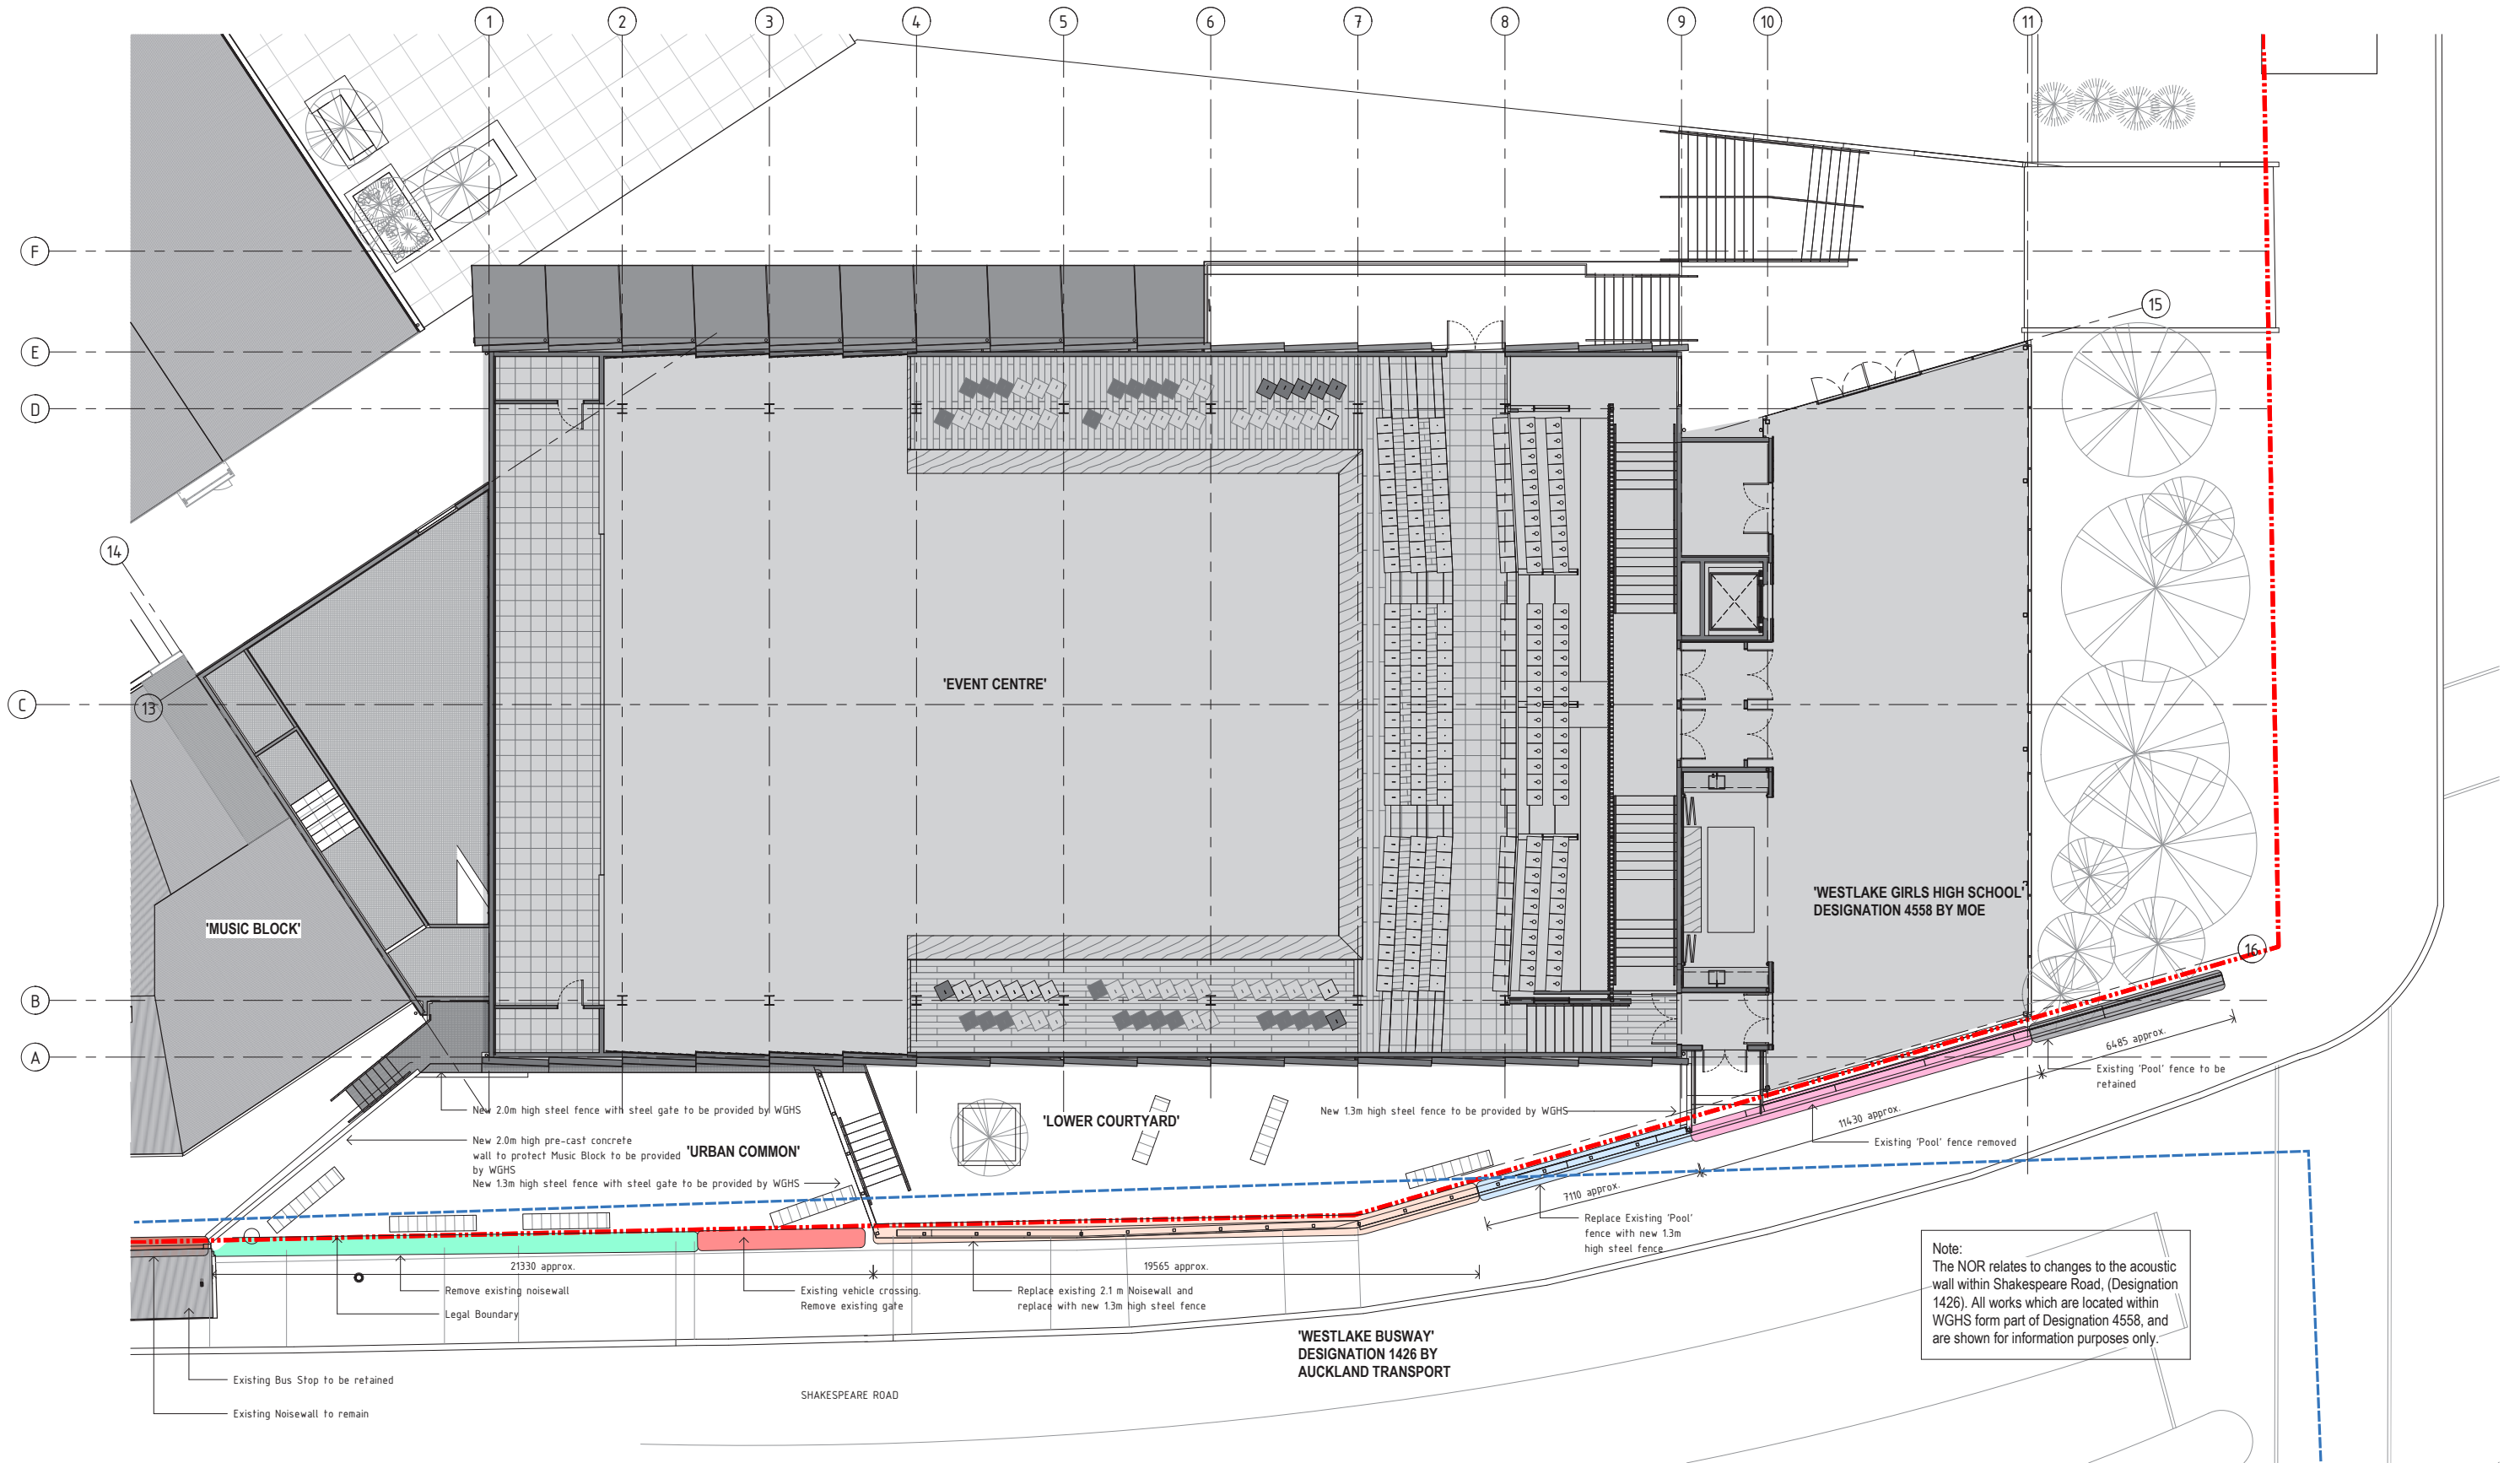 1
2
3
4
5
6
7
8
9
10
11
F
15
E
D
14
'EVENT CENTRE'
C
13
'WESTLAKE GIRLS HIGH SCHOOL'
DESIGNATION 4558 BY MOE
'MUSIC BLOCK'
16
B
A
6485 approx.
Existing 'Pool' fence to be
retained
New 2.0m high steel fence with steel gate to be provided by WGHS
'LOWER COURTYARD'
New 1.3m high steel fence to be provided by WGHS
11430 approx.
Existing 'Pool' fence removed
New 2.0m high pre-cast concrete
wall to protect Music Block to be provided
by WGHS
'URBAN COMMON'
New 1.3m high steel fence with steel gate to be provided by WGHS
7110 approx.
Replace Existing 'Pool'
fence with new 1.3m
high steel fence
21330 approx.
19565 approx.
Remove existing noisewall
Legal Boundary
Existing vehicle crossing.
Remove existing gate
Replace existing 2.1 m Noisewall and
replace with new 1.3m high steel fence
Note:
The NOR relates to changes to the acoustic
wall within Shakespeare Road, (Designation
1426). All works which are located within
WGHS form part of Designation 4558, and
are shown for information purposes only.
'WESTLAKE BUSWAY'
DESIGNATION 1426 BY
AUCKLAND TRANSPORT
Existing Bus Stop to be retained
SHAKESPEARE ROAD
Existing Noisewall to remain